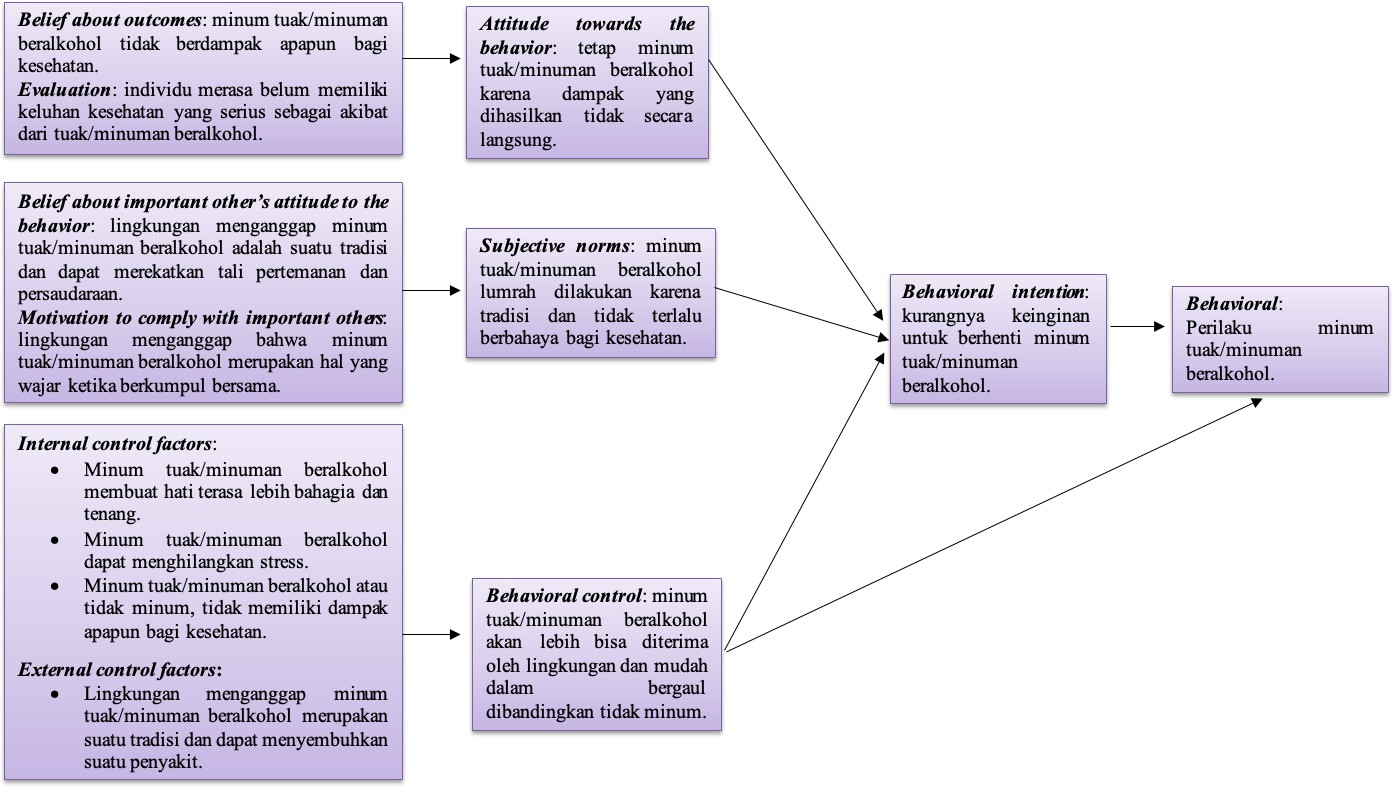 Belief about outcomes: minum tuak/minuman
beralkohol tidak berdampak apapun bagi
kesehatan.
Evaluation: individu merasa belum memiliki
keluhan kesehatan yang serius sebagai akibat
dari tuak/minuman beralkohol.
Attitude towards the
behavior: tetap minum
tuak/minuman beralkohol
karena dampak yang
dihasilkan tidak secara
langsung.
Belief about important other’s attitude to the
behavior: lingkungan menganggap minum
tuak/minuman beralkohol adalah suatu tradisi
dan dapat merekatkan tali pertemanan dan
persaudaraan.
Motivation to comply with important others:
lingkungan menganggap bahwa minum
tuak/minuman beralkohol merupakan hal yang
wajar ketika berkumpul bersama.
Subjective norms: minum
tuak/minuman beralkohol
lumrah dilakukan karena
tradisi dan tidak terlalu
berbahaya bagi kesehatan.
Behavioral intention:
kurangnya keinginan
untuk berhenti minum
tuak/minuman
beralkohol.
Behavioral:
Perilaku minum
tuak/minuman
beralkohol.
Internal control factors:
• Minum tuak/minuman beralkohol
membuat hati terasa lebih bahagia dan
tenang.
• Minum tuak/minuman beralkohol
dapat menghilangkan stress.
• Minum tuak/minuman beralkohol atau
tidak minum, tidak memiliki dampak
apapun bagi kesehatan.
External control factors:
• Lingkungan menganggap minum
tuak/minuman beralkohol merupakan
suatu tradisi dan dapat menyembuhkan
suatu penyakit.
Behavioral control: minum
tuak/minuman beralkohol
akan lebih bisa diterima
oleh lingkungan dan mudah
dalam bergaul
dibandingkan tidak minum.